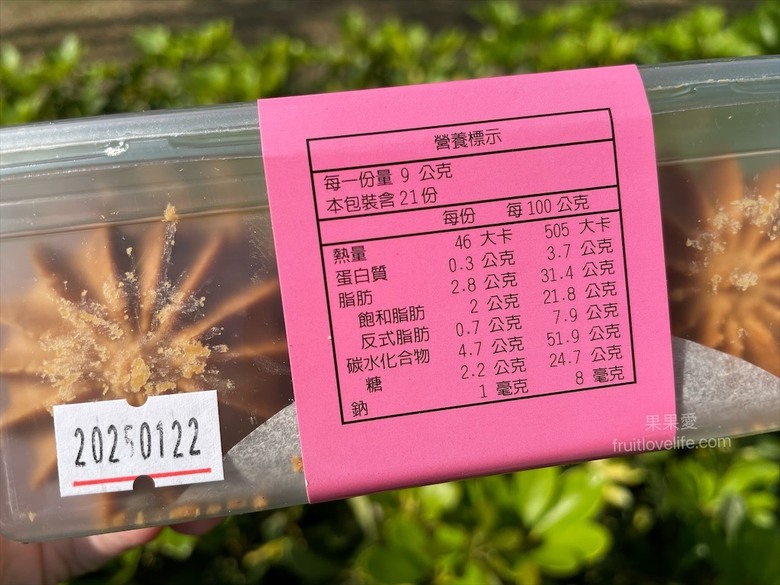 營養標示
每一份量 9 公克
本包裝含 21 份
每份 每 100 公克
熱量 46 大卡 505 大卡
蛋白質 0.3 公克 3.7 公克
脂肪 2.8 公克 31.4 公克
飽和脂肪 2 公克 21.8 公克
反式脂肪 0.7 公克 7.9 公克
碳水化合物 4.7 公克 51.9 公克
糖 2.2 公克 24.7 公克
鈉 1 毫克 8 毫克
20250122
果果愛
fruitlovelife.com